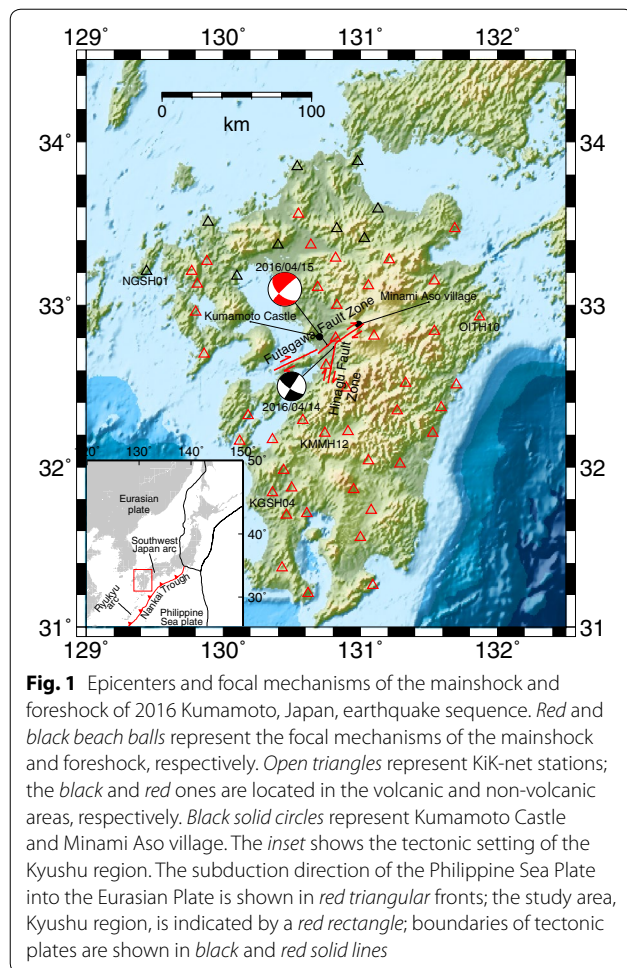 129° 130° 131° 132°
0 100
km
34° 34°
2016/04/15
NGSH01
33° 33°
Minami Aso village
Kumamoto Castle
OITH10
Futagawa Fault Zone
Hinagu Fault
Zone
2016/04/14
KMMH12
32° 32°
120 130 140 150
50
KGSH04
Eurasian
plate
40°
Southwest
Japan arc
Ryukyu
arc
Nankai Trough
30°
Philippine
Sea plate
31° 31
129° 130° 131° 132°
Fig. 1 Epicenters and focal mechanisms of the mainshock and
foreshock of 2016 Kumamoto, Japan, earthquake sequence. Red and
black beach balls represent the focal mechanisms of the mainshock
and foreshock, respectively. Open triangles represent KiK-net stations;
the black and red ones are located in the volcanic and non-volcanic
areas, respectively. Black solid circles represent Kumamoto Castle
and Minami Aso village. The inset shows the tectonic setting of the
Kyushu region. The subduction direction of the Philippine Sea Plate
into the Eurasian Plate is shown in red triangular fronts; the study area,
Kyushu region, is indicated by a red rectangle; boundaries of tectonic
plates are shown in black and red solid lines